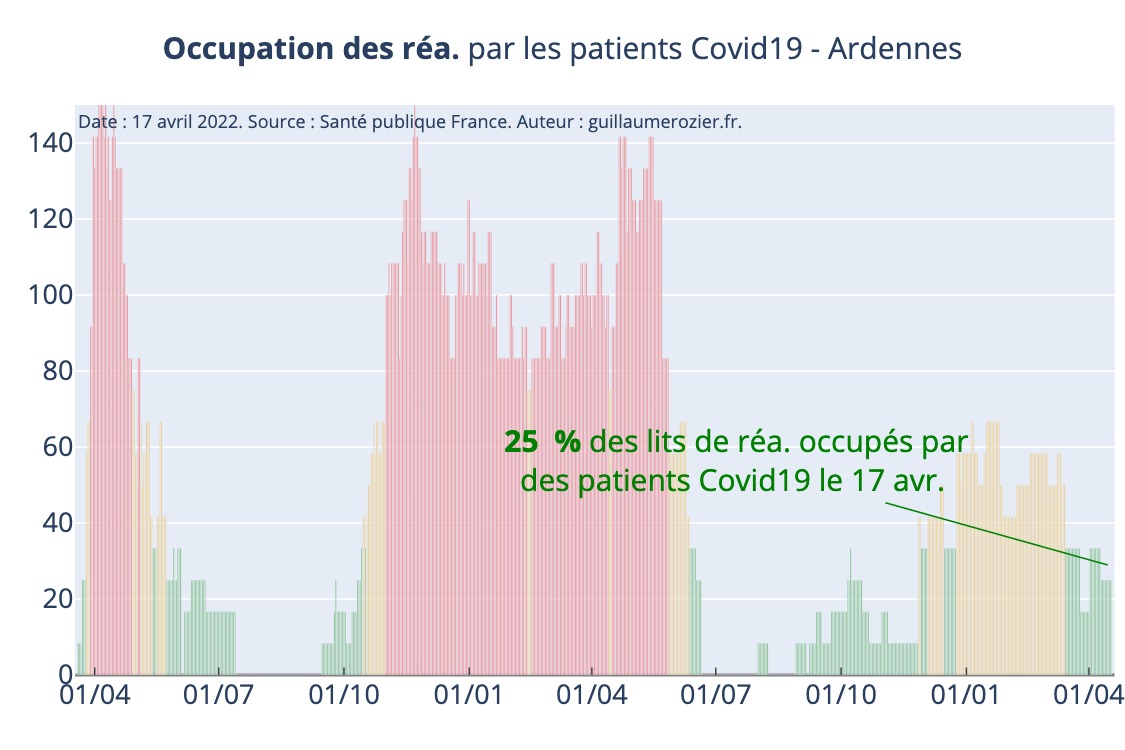 Occupation des réa. par les patients Covid19 - Ardennes
Date : 17 avril 2022. Source : Santé publique France. Auteur : guillaumerozier.fr.
140
120
100
80
60
40
20
0
25 % des lits de réa. occupés par
des patients Covid19 le 17 avr.
01/04 01/07 01/10 01/01 01/04 01/07 01/10 01/01 01/04